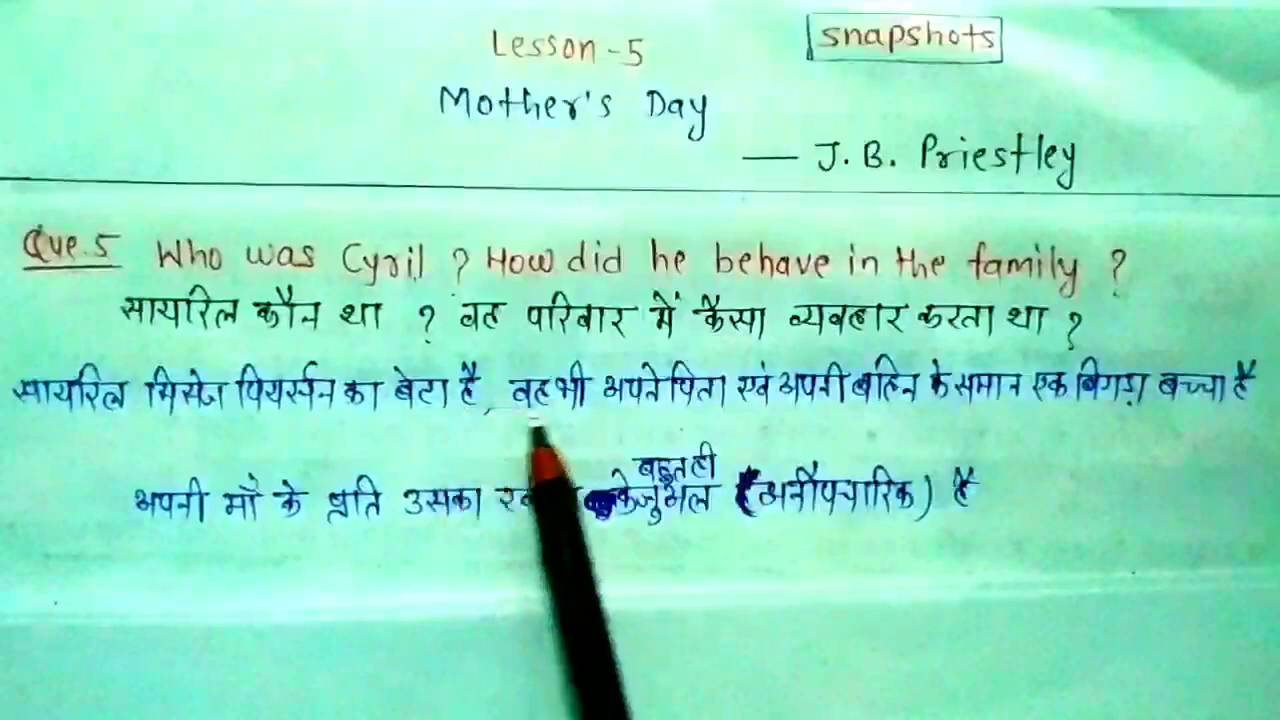 Lesson-5
snapshots
Mother's Day
— J. B. Priestley
Que.5 Who was Cyril ? How did he behave in the family ?
सायरिल कौन था ? वह परिवार में कैसा व्यवहार करता था ?
सायरिल मिसेज पियर्सन का बेटा है, वह भी अपने पिता एवं अपनी बहिन के समान एक बिगड़ा बच्चा है
बहुत ही
अपनी माँ के प्रति उसका केजुअल (अनौपचारिक) है